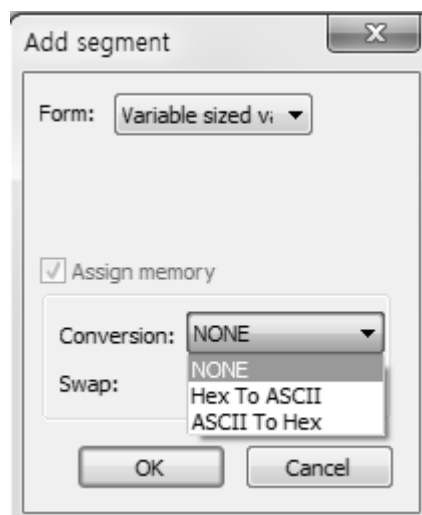 Add segment
Form: Variable sized va
Assign memory
Conversion: NONE
NONE
Swap:
Hex To ASCII
ASCII To Hex
OK Cancel